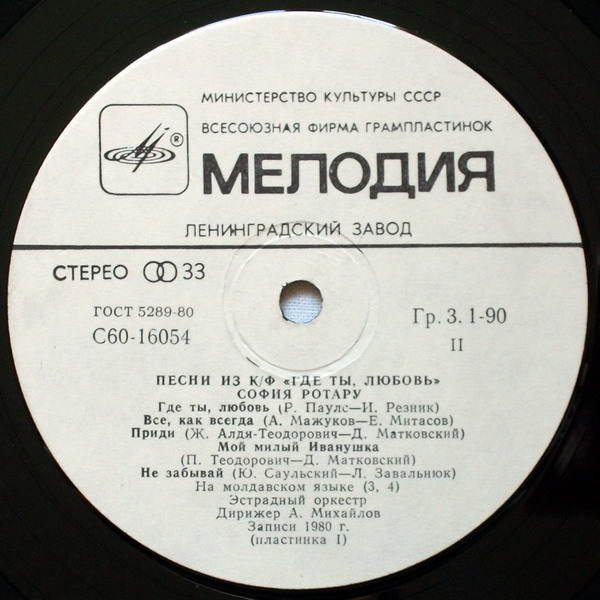 МИНИСТЕРСТВО КУЛЬТУРЫ СССР
ВСЕСОЮЗНАЯ ФИРМА ГРАМПЛАСТИНОК
®
МЕЛОДИЯ
ЛЕНИНГРАДСКИЙ ЗАВОД
СТЕРЕО 33
ГОСТ 5289-80
С60-16054
Гр. 3. 1-90
II
ПЕСНИ ИЗ К/Ф «ГДЕ ТЫ, ЛЮБОВЬ»
СОФИЯ РОТАРУ
Где ты, любовь (Р. Паулс—И. Резник)
Все, как всегда (А. Мажуков—Е. Митасов)
Приди (Ж. Алдя-Теодорович—Д. Матковский)
Мой милый Иванушка
(П. Теодорович—Д. Матковский)
Не забывай (Ю. Саульский—Л. Завальнюк)
На молдавском языке (3, 4)
Эстрадный оркестр
Дирижер А. Михайлов
Записи 1980 г.
(пластинка I)